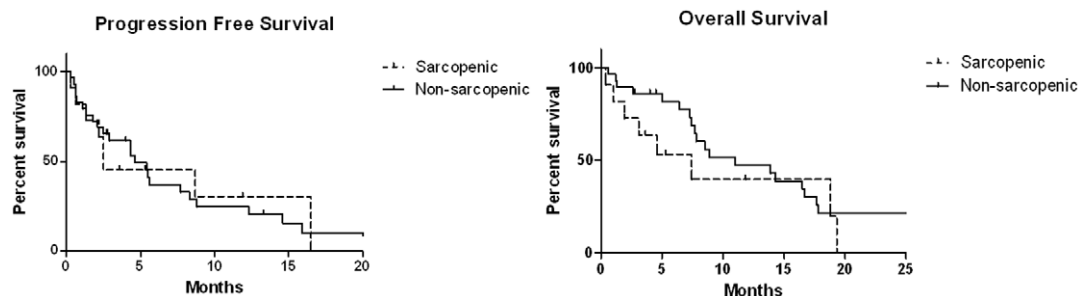 Progression Free Survival
Percent survival
100
50
0
0 5 10 15 20
Months
Sarcopenic
Non-sarcopenic
Overall Survival
Percent survival
100
50
0
0 5 10 15 20 25
Months
Sarcopenic
Non-sarcopenic